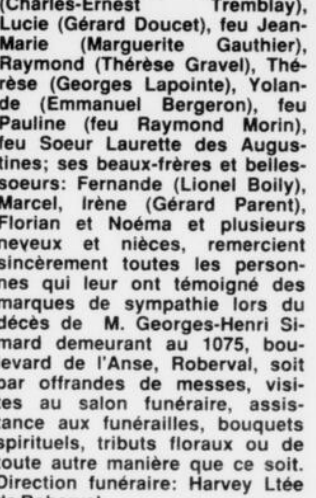 (Charles-Ernest Tremblay),
Lucie (Gérard Doucet), feu Jean-
Marie (Marguerite Gauthier),
Raymond (Thérèse Gravel), Thé-
rèse (Georges Lapointe), Yolan-
de (Emmanuel Bergeron), feu
Pauline (feu Raymond Morin),
feu Soeur Laurette des Augus-
tines; ses beaux-frères et belles-
soeurs: Fernande (Lionel Boily),
Marcel, Irène (Gérard Parent),
Florian et Noéma et plusieurs
neveux et nièces, remercient
sincèrement toutes les person-
nes qui leur ont témoigné des
marques de sympathie lors du
décès de M. Georges-Henri Si-
mard demeurant au 1075, bou-
levard de l'Anse, Roberval, soit
par offrandes de messes, visi-
tes au salon funéraire, assis-
tance aux funérailles, bouquets
spirituels, tributs floraux ou de
toute autre manière que ce soit.
Direction funéraire: Harvey Ltée
de Roberval